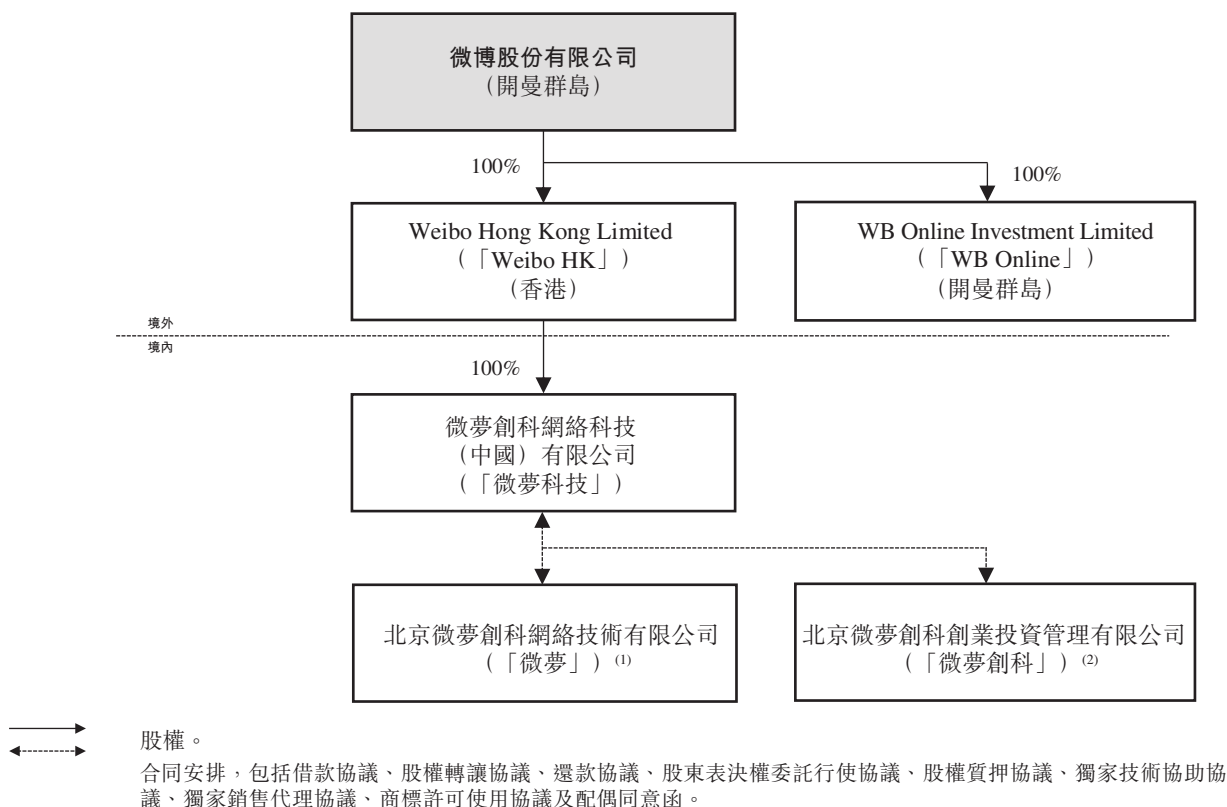 微博股份有限公司
（開曼群島）
100%
100%
Weibo Hong Kong Limited
（「Weibo HK」）
（香港）
WB Online Investment Limited
（「WB Online」）
（開曼群島）
境外
境內
100%
微夢創科網絡科技
（中國）有限公司
（「微夢科技」）
北京微夢創科網絡技術有限公司
（「微夢」）(1)
北京微夢創科創業投資管理有限公司
（「微夢創科」）(2)
股權。
合同安排，包括借款協議、股權轉讓協議、還款協議、股東表決權委託行使協議、股權質押協議、獨家技術協助協
議、獨家銷售代理協議、商標許可使用協議及配偶同意函。